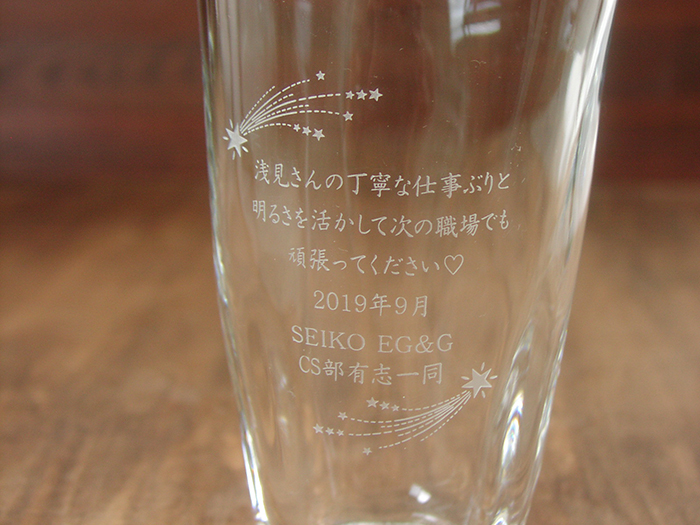 浅見さんの丁寧な仕事ぶりと
明るさを活かして次の職場でも
頑張ってください♡
2019年9月
SEIKO EG&G
CS部有志一同